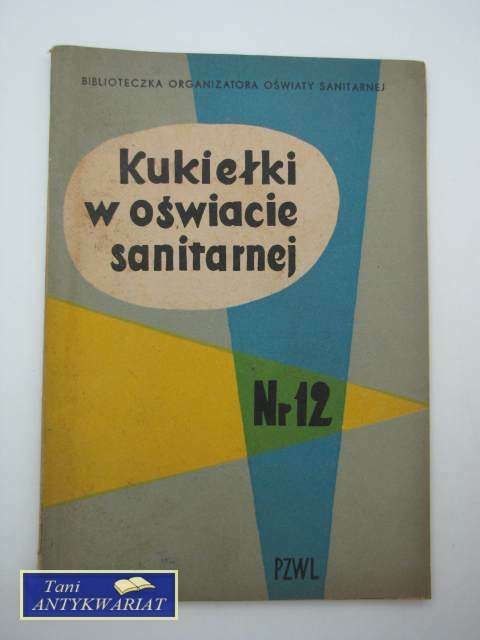 BIBLIOTECZKA ORGANIZATORA OŚWIATY SANITARNEJ
Kukiełki
w oświacie
sanitarnej
Nr 12
PZWL
Tani
ANTYKWARIAT